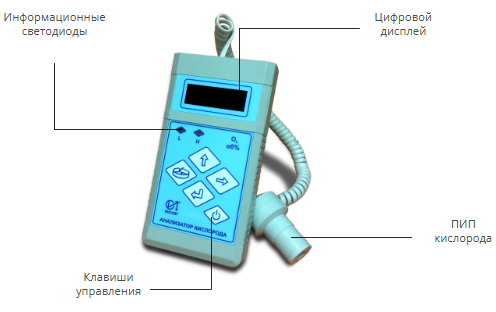 Информационные
светодиоды
Цифровой
дисплей
L
H
O₂
об%
АНАЛИЗАТОР КИСЛОРОДА
ПИП
кислорода
Клавиши
управления